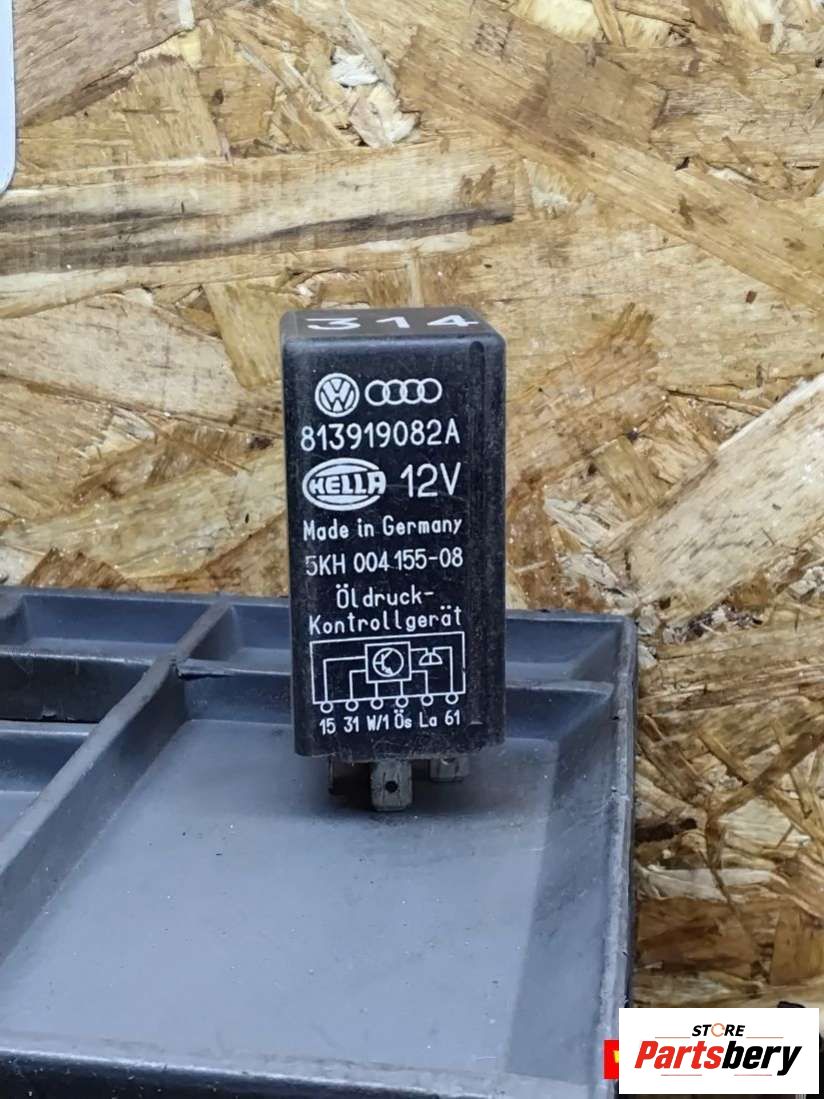 314
813919082A
HELLA 12V
Made in Germany
5KH 004 155-08
Öldruck-
Kontrollgerät
15 31 W/1 Ös La 61
STORE
Partsbery